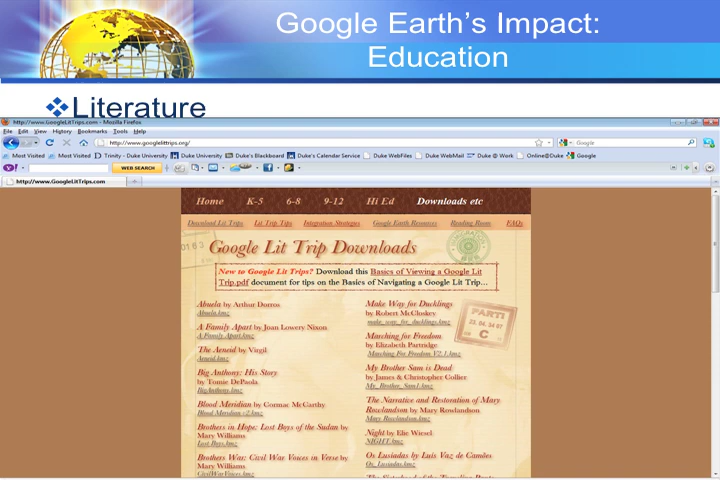 Google Earth's Impact:
Education
Literature
http://www.GoogleLitTrips.com - Mozilla Firefox
File Edit View History Bookmarks Tools Help
http://www.googlelittrips.org/
Google
Most Visited Most Visited Trinity - Duke University Duke University Duke's Blackboard Duke's Calendar Service Duke WebFiles Duke WebMail Duke @ Work Online@Duke Google
WEB SEARCH
http://www.GoogleLitTrips.com
Home K-5 6-8 9-12 Hi Ed Downloads etc
Download Lit Trips Lit Trip Tips Integration Strategies Google Earth Resources Reading Room FAQs
Google Lit Trip Downloads
New to Google Lit Trips? Download this Basics of Viewing a Google Lit
Trip.pdf document for tips on the Basics of Navigating a Google Lit Trip...
Abuela by Arthur Dorros
Abuela.kmz
A Family Apart by Joan Lowery Nixon
A Family Apart.kmz
The Aeneid by Virgil
Aeneid.kmz
Big Anthony: His Story
by Tomie DePaola
BigAnthony.kmz
Blood Meridian by Cormac McCarthy
Blood Meridian v2.kmz
Brothers in Hope: Lost Boys of the Sudan by
Mary Williams
Lost Boys.kmz
Brothers War: Civil War Voices in Verse by
Mary Williams
CivilWarVoices.kmz
Make Way for Ducklings
by Robert McCloskey
make_way_for_ducklings.kmz
Marching for Freedom
by Elizabeth Partridge
Marching For Freedom V2.1.kmz
My Brother Sam is Dead
by James & Christopher Collier
My_Brother_Sam1.kmz
The Narrative and Restoration of Mary
Rowlandson by Mary Rowlandson
Mary Rowlandson.kmz
Night by Elie Wiesel
NIGHT.kmz
Os Lusiadas by Luis Vaz de Camões
Os_Lusiadas.kmz
PARTI
C